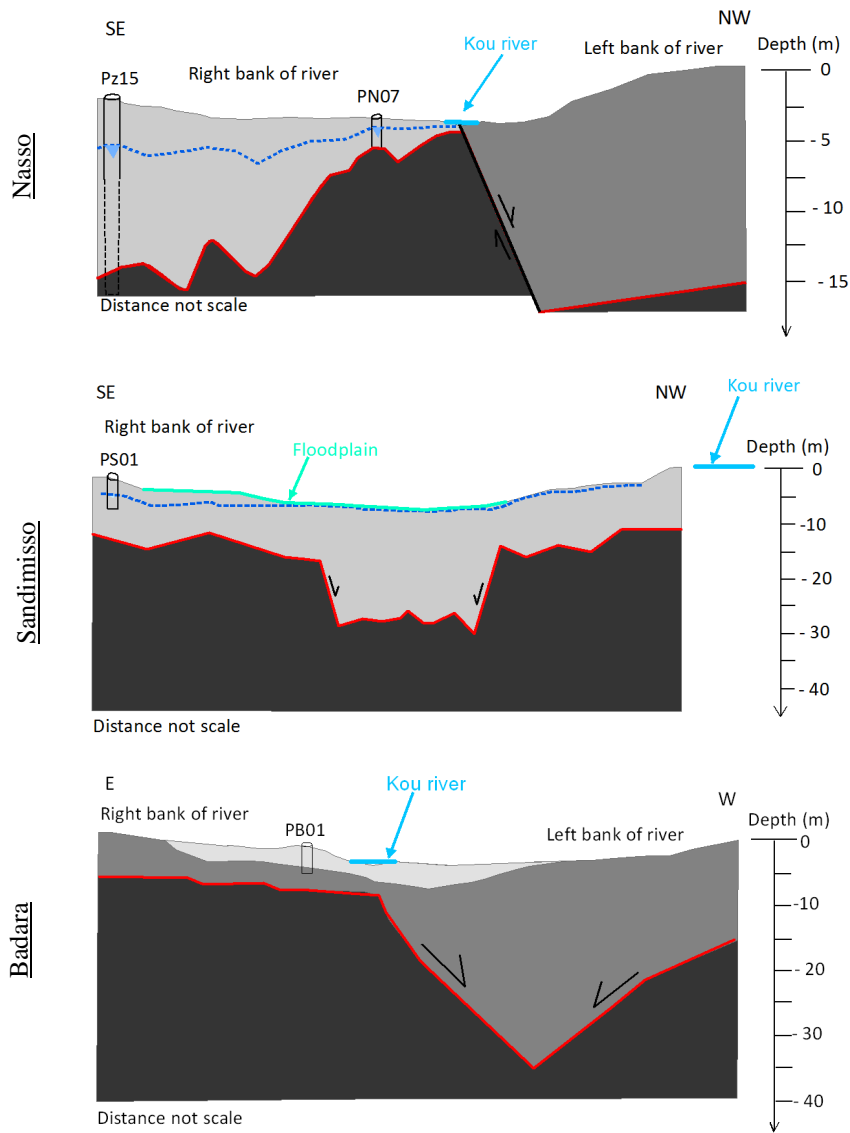 SE
NW
Kou river
Left bank of river
Depth (m)
Right bank of river
Pz15
PN07
0
-5
- 10
- 15
Nasso
Distance not scale
SE
NW
Kou river
Right bank of river
PS01
Floodplain
Depth (m)
0
-10
- 20
- 30
- 40
Sandimisso
Distance not scale
E
W
Kou river
Right bank of river
PB01
Left bank of river
Depth (m)
0
-10
- 20
- 30
- 40
Badara
Distance not scale